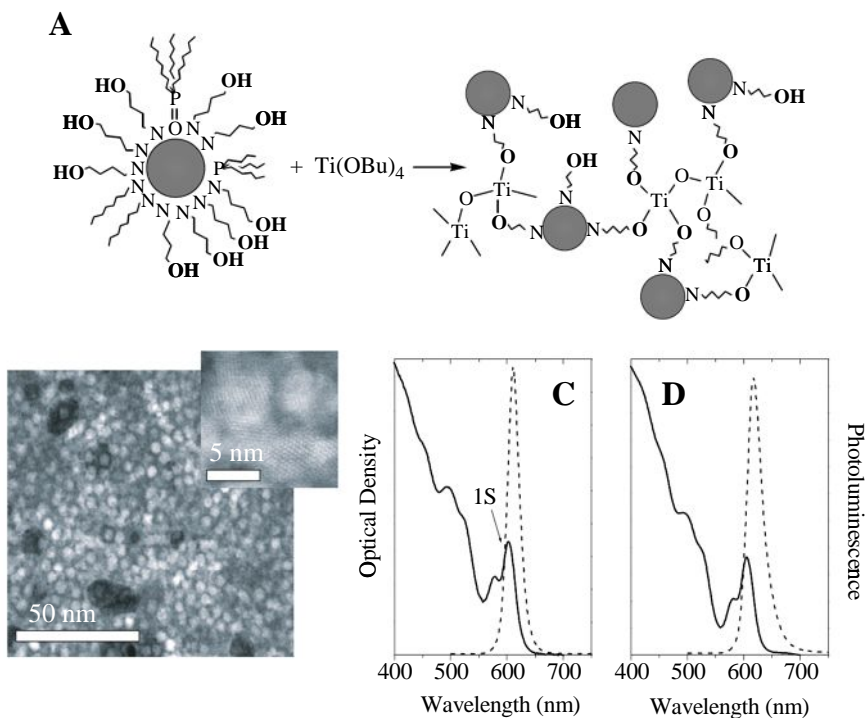 A
HO HO HO HO OH OH OH OH OH OH
P
O
N N N N N N N N N N N
P
+ Ti(OBu)4
N N OH
O
Ti
O
Ti
O
OH
N
N N
O
N
O
Ti
O
O
N
N
O
N OH
O
Ti
O
O
Ti
O
5 nm
50 nm
C
1S
D
Optical Density
Photoluminescence
400 500 600 700
400 500 600 700
Wavelength (nm)
Wavelength (nm)